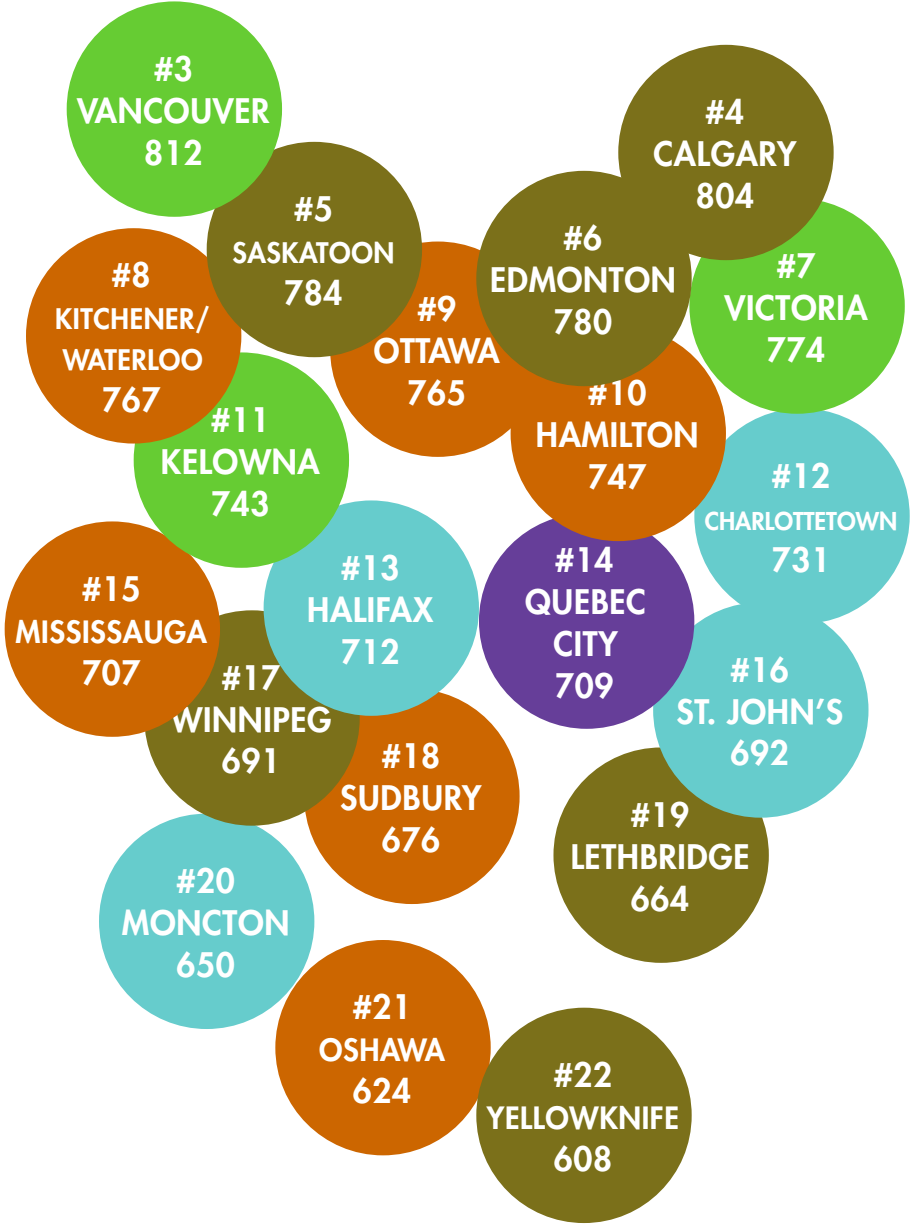 #3
VANCOUVER
812
#4
CALGARY
804
#5
SASKATOON
784
#6
EDMONTON
780
#7
VICTORIA
774
#8
KITCHENER/
WATERLOO
767
#9
OTTAWA
765
#10
HAMILTON
747
#11
KELOWNA
743
#12
CHARLOTTETOWN
731
#13
HALIFAX
712
#14
QUEBEC
CITY
709
#15
MISSISSAUGA
707
#16
ST. JOHN’S
692
#17
WINNIPEG
691
#18
SUDBURY
676
#19
LETHBRIDGE
664
#20
MONCTON
650
#21
OSHAWA
624
#22
YELLOWKNIFE
608